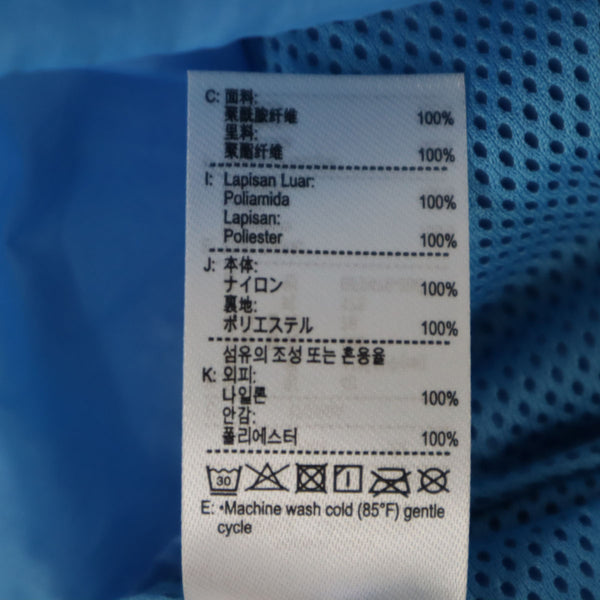 C: 面料:
聚酰胺纤维 100%
里料:
聚酯纤维 100%
I: Lapisan Luar:
Poliamida 100%
Lapisan:
Poliester 100%
J: 本体:
ナイロン 100%
裏地:
ポリエステル 100%
섬유의 조성 또는 혼용율
K: 외피:
나일론 100%
안감:
폴리에스터 100%
30
E: •Machine wash cold (85°F) gentle
cycle